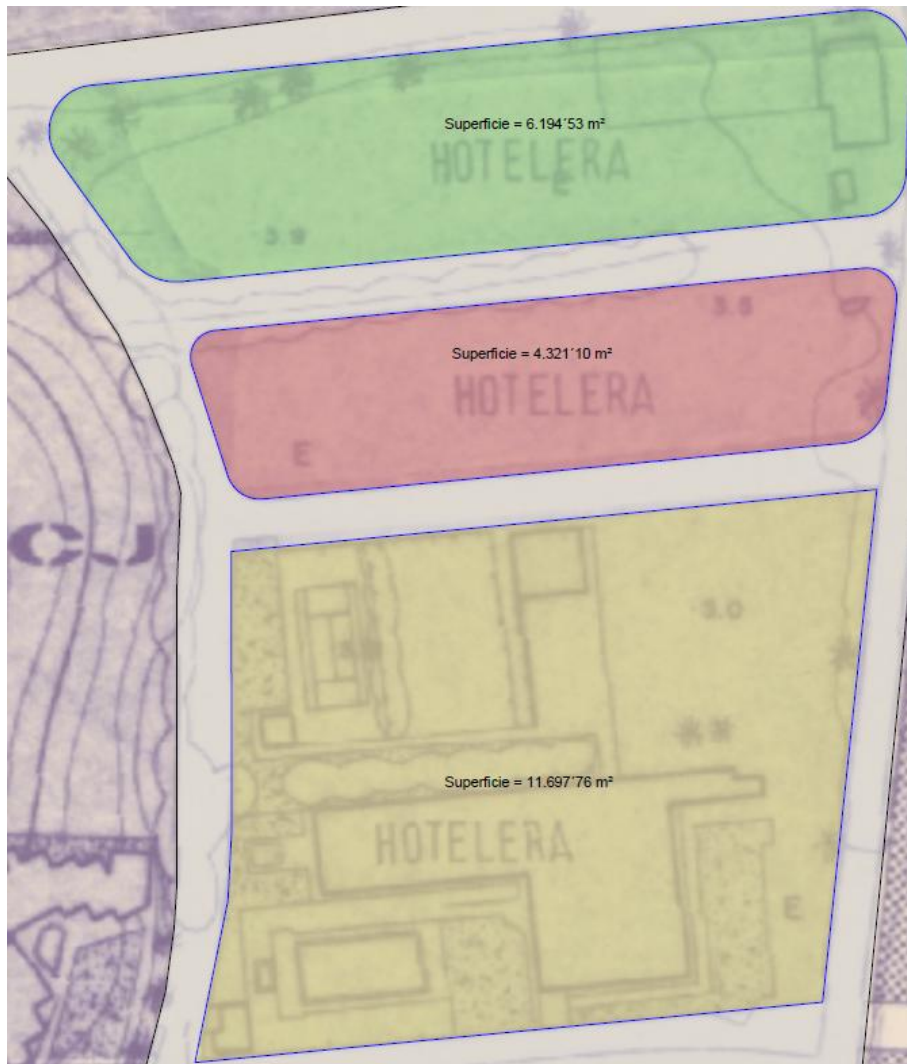 Superficie = 6.194´53 m²
HOTELERA
E
3.9
3.8
Superficie = 4.321´10 m²
HOTELERA
E
CJ
3.0
Superficie = 11.697´76 m²
HOTELERA
E